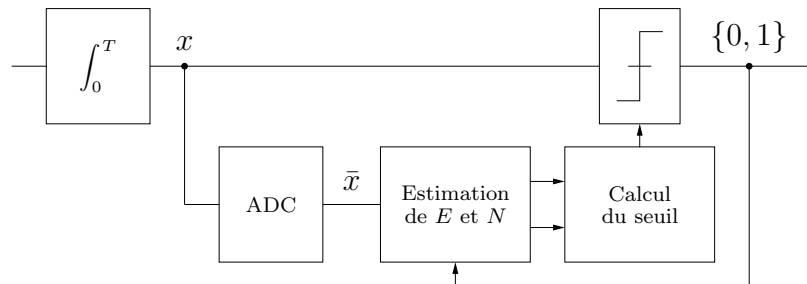 ∫₀ᵀ
x
{0, 1}
ADC
x̄
Estimation
de E et N
Calcul
du seuil